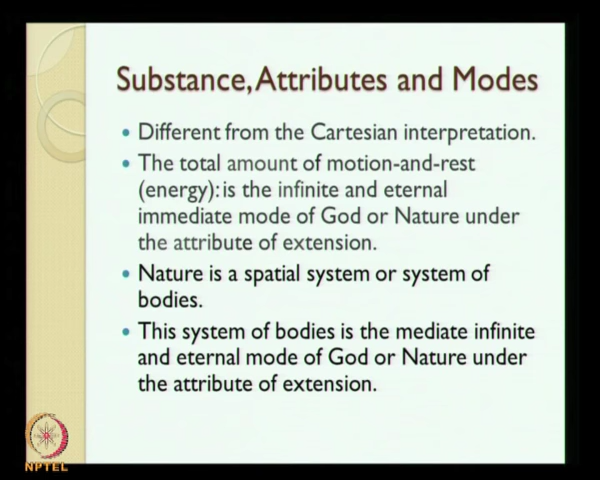 Substance, Attributes and Modes
• Different from the Cartesian interpretation.
• The total amount of motion-and-rest
(energy): is the infinite and eternal
immediate mode of God or Nature under
the attribute of extension.
• Nature is a spatial system or system of
bodies.
• This system of bodies is the mediate infinite
and eternal mode of God or Nature under
the attribute of extension.
NPTEL